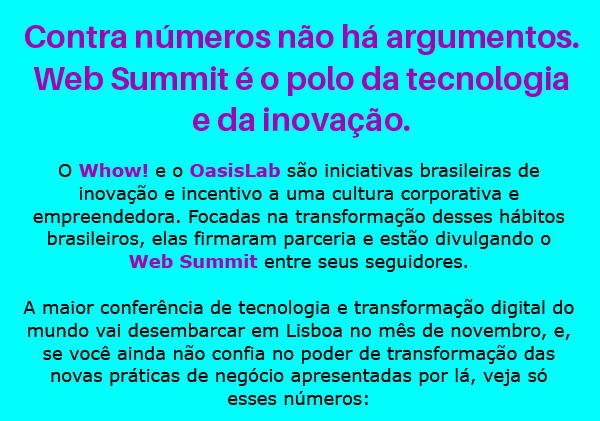 Contra números não há argumentos.
Web Summit é o polo da tecnologia
e da inovação.
O Whow! e o OasisLab são iniciativas brasileiras de
inovação e incentivo a uma cultura corporativa e
empreendedora. Focadas na transformação desses hábitos
brasileiros, elas firmaram parceria e estão divulgando o
Web Summit entre seus seguidores.
A maior conferência de tecnologia e transformação digital do
mundo vai desembarcar em Lisboa no mês de novembro, e,
se você ainda não confia no poder de transformação das
novas práticas de negócio apresentadas por lá, veja só
esses números: